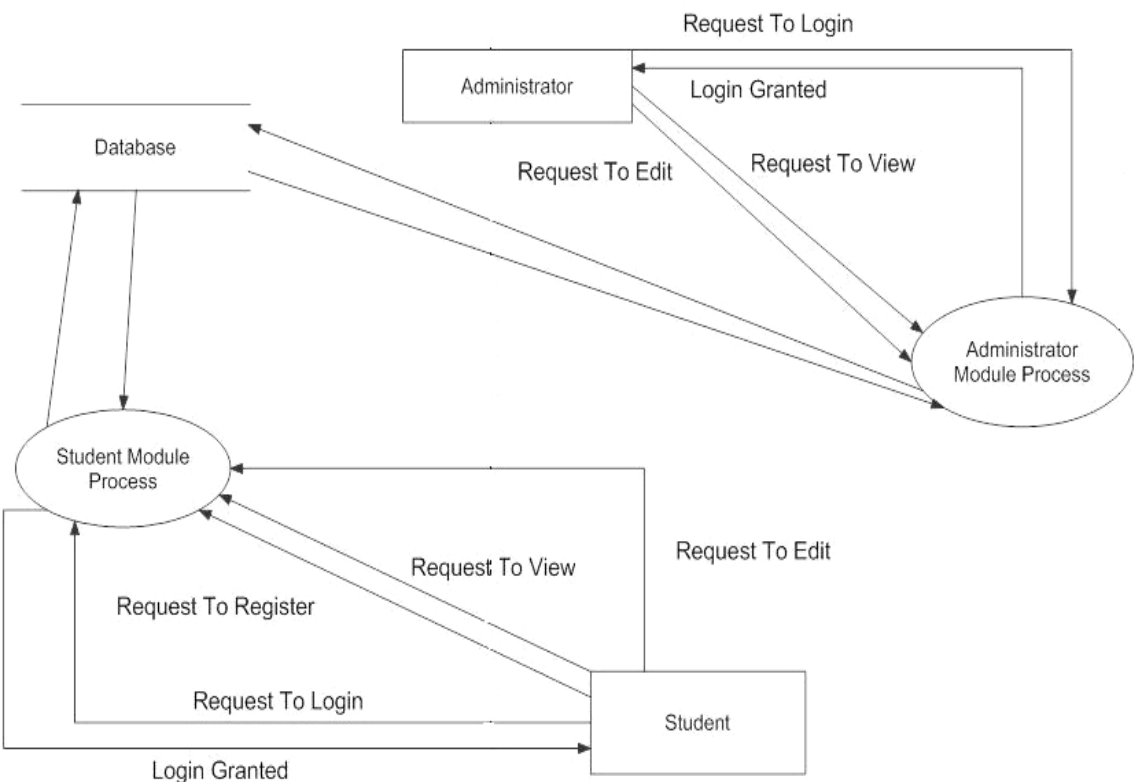 Request To Login
Administrator
Login Granted
Database
Request To Edit
Request To View
Administrator
Module Process
Student Module
Process
Request To Edit
Request To View
Request To Register
Request To Login
Student
Login Granted